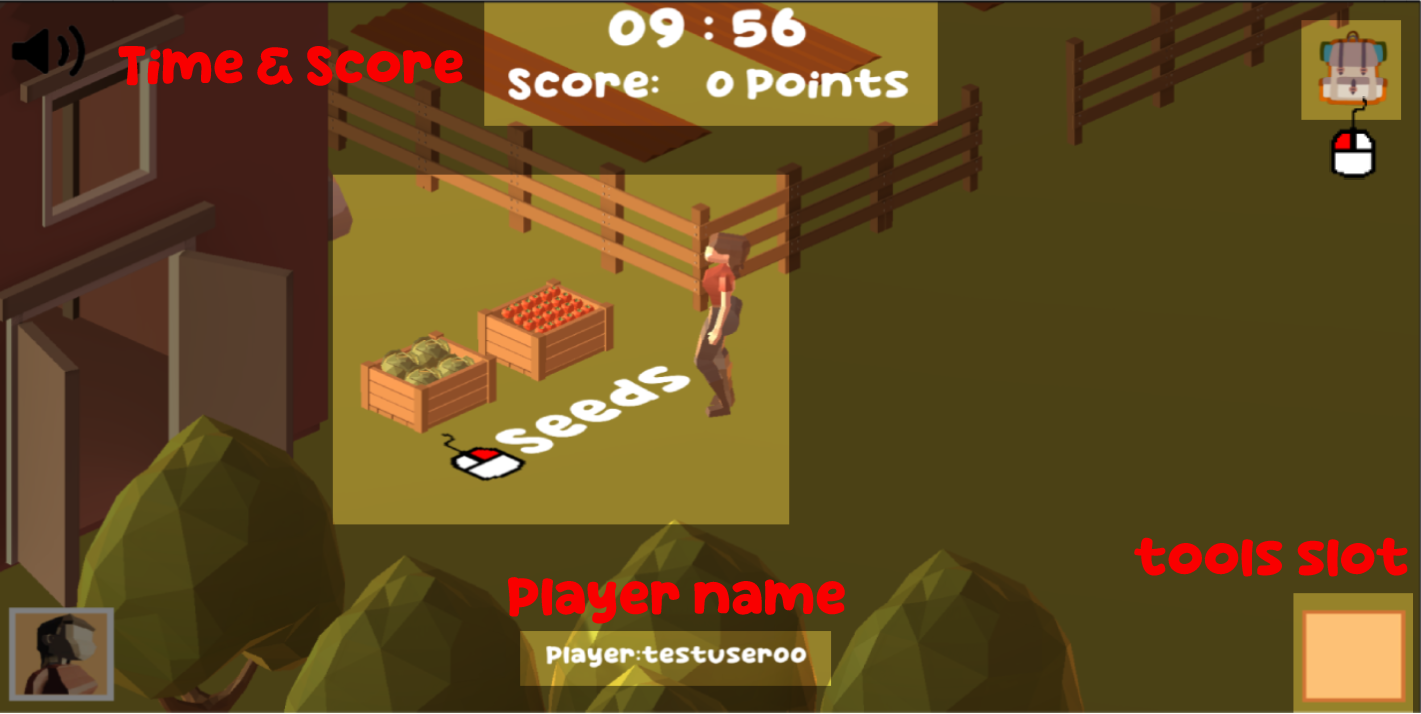 09 : 56
Time & Score
Score: 0 Points
Seeds
tools slot
Player name
Player:testuser00